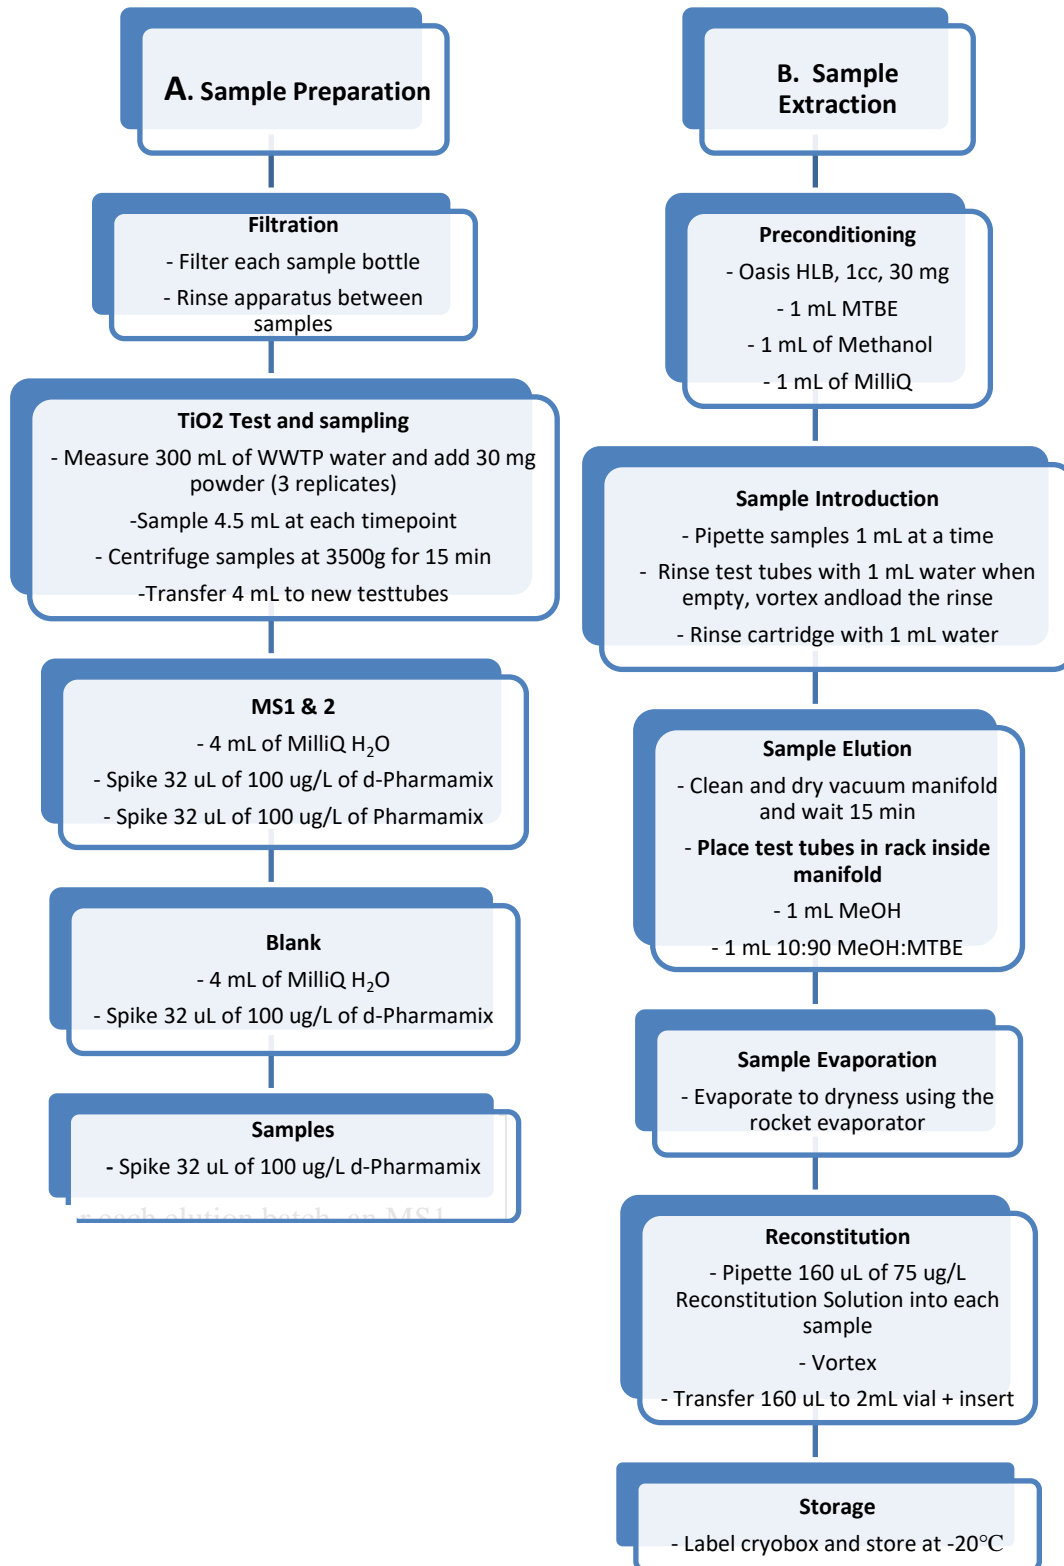 A. Sample Preparation
Filtration
- Filter each sample bottle
- Rinse apparatus between
samples
TiO2 Test and sampling
- Measure 300 mL of WWTP water and add 30 mg
powder (3 replicates)
-Sample 4.5 mL at each timepoint
- Centrifuge samples at 3500g for 15 min
-Transfer 4 mL to new testtubes
MS1 & 2
- 4 mL of MilliQ H₂O
- Spike 32 uL of 100 ug/L of d-Pharmamix
- Spike 32 uL of 100 ug/L of Pharmamix
Blank
- 4 mL of MilliQ H₂O
- Spike 32 uL of 100 ug/L of d-Pharmamix
Samples
- Spike 32 uL of 100 ug/L d-Pharmamix
r each elution batch, an MS1
B. Sample
Extraction
Preconditioning
- Oasis HLB, 1cc, 30 mg
- 1 mL MTBE
- 1 mL of Methanol
- 1 mL of MilliQ
Sample Introduction
- Pipette samples 1 mL at a time
- Rinse test tubes with 1 mL water when
empty, vortex andload the rinse
- Rinse cartridge with 1 mL water
Sample Elution
- Clean and dry vacuum manifold
and wait 15 min
- Place test tubes in rack inside
manifold
- 1 mL MeOH
- 1 mL 10:90 MeOH:MTBE
Sample Evaporation
- Evaporate to dryness using the
rocket evaporator
Reconstitution
- Pipette 160 uL of 75 ug/L
Reconstitution Solution into each
sample
- Vortex
- Transfer 160 uL to 2mL vial + insert
Storage
- Label cryobox and store at -20°C